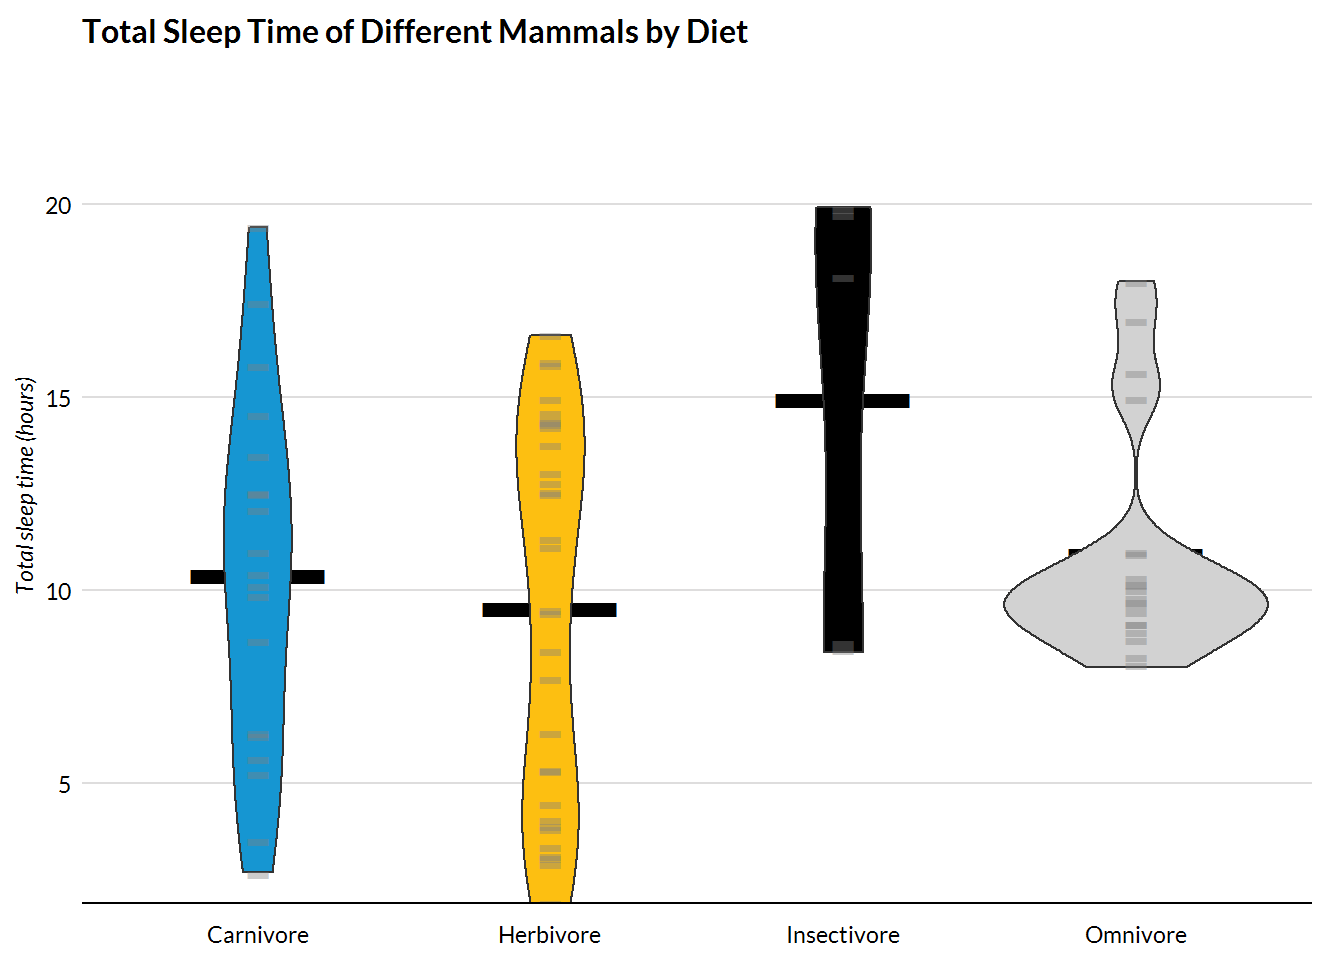 Total Sleep Time of Different Mammals by Diet
Total sleep time (hours)
20
15
10
5
Carnivore Herbivore Insectivore Omnivore